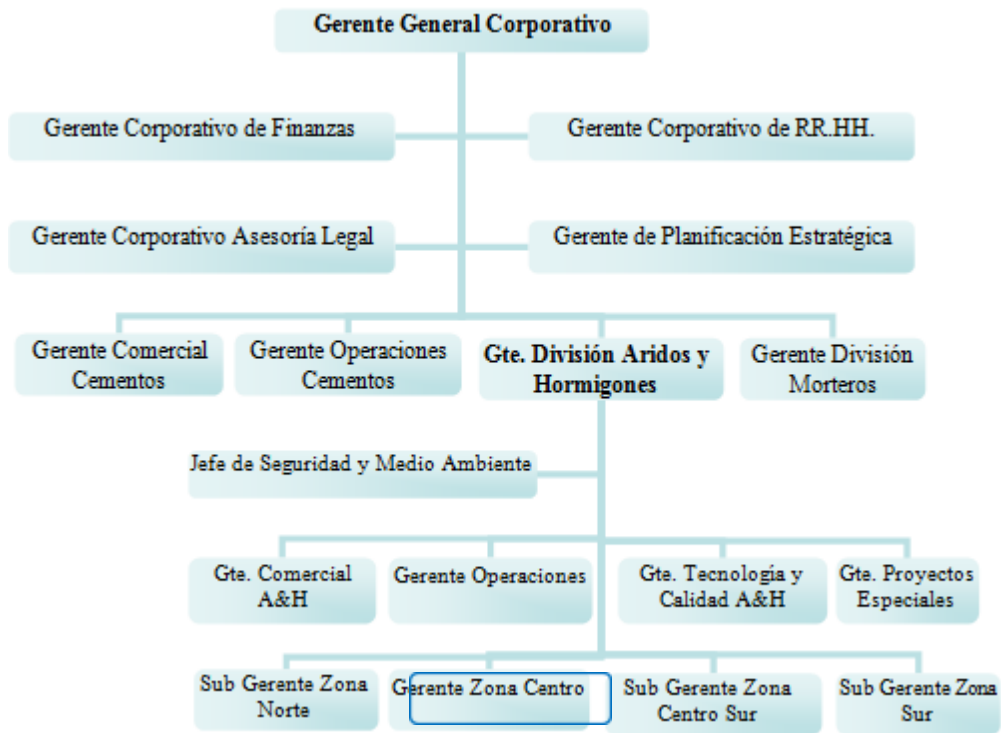 Gerente General Corporativo
Gerente Corporativo de Finanzas
Gerente Corporativo de RR.HH.
Gerente Corporativo Asesoría Legal
Gerente de Planificación Estratégica
Gerente Comercial
Cementos
Gerente Operaciones
Cementos
Gte. División Aridos y
Hormigones
Gerente División
Morteros
Jefe de Seguridad y Medio Ambiente
Gte. Comercial
A&H
Gerente Operaciones
Gte. Tecnología y
Calidad A&H
Gte. Proyectos
Especiales
Sub Gerente Zona
Norte
Gerente Zona Centro
Sub Gerente Zona
Centro Sur
Sub Gerente Zona
Sur